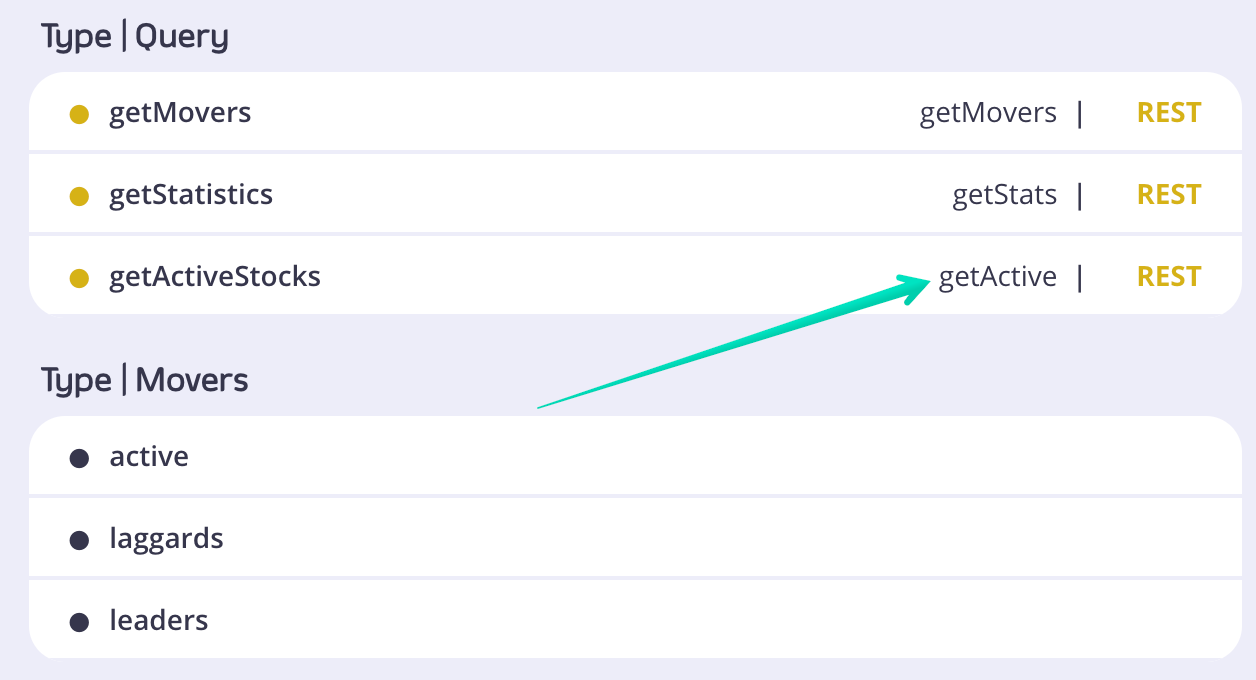 Type | Query
getMovers getMovers | REST
getStatistics getStats | REST
getActiveStocks getActive | REST
Type | Movers
active
laggards
leaders